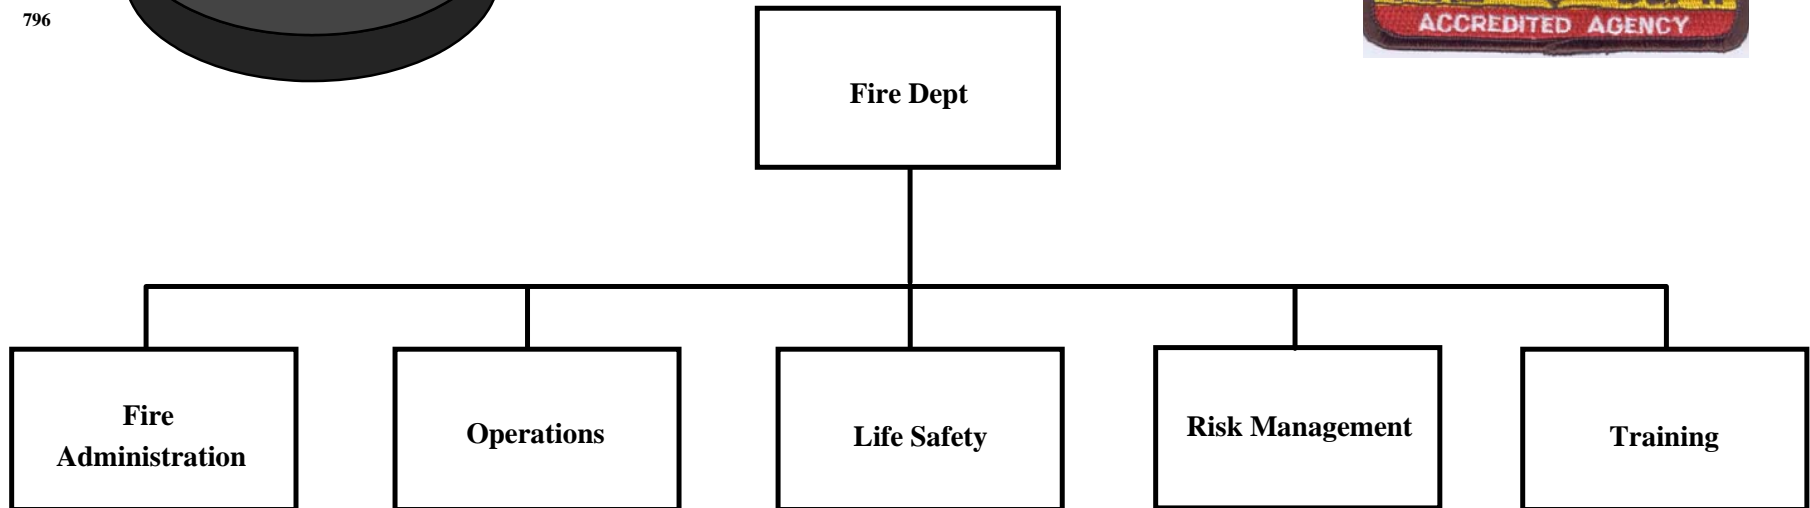 796
ACCREDITED AGENCY
Fire Dept
Fire
Administration
Operations
Life Safety
Risk Management
Training